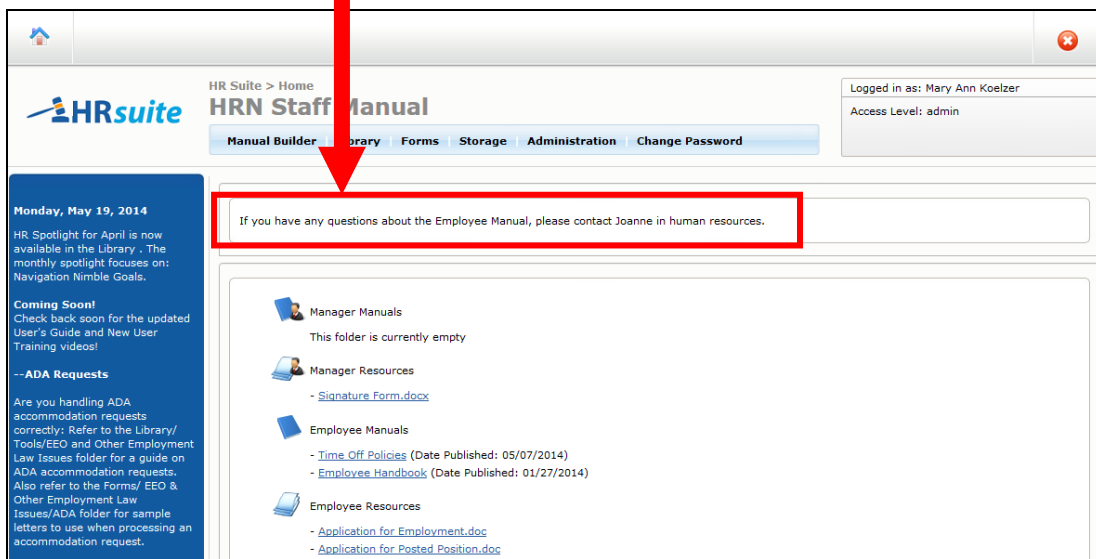 HR Suite > Home
HRsuite
HRN Staff Manual
Logged in as: Mary Ann Koelzer
Access Level: admin
Manual Builder Library Forms Storage Administration Change Password
Monday, May 19, 2014
HR Spotlight for April is now
available in the Library . The
monthly spotlight focuses on:
Navigation Nimble Goals.
Coming Soon!
Check back soon for the updated
User's Guide and New User
Training videos!
--ADA Requests
Are you handling ADA
accommodation requests
correctly: Refer to the Library/
Tools/EEO and Other Employment
Law Issues folder for a guide on
ADA accommodation requests.
Also refer to the Forms/ EEO &
Other Employment Law
Issues/ADA folder for sample
letters to use when processing an
accommodation request.
If you have any questions about the Employee Manual, please contact Joanne in human resources.
Manager Manuals
This folder is currently empty
Manager Resources
- Signature Form.docx
Employee Manuals
- Time Off Policies (Date Published: 05/07/2014)
- Employee Handbook (Date Published: 01/27/2014)
Employee Resources
- Application for Employment.doc
- Application for Posted Position.doc